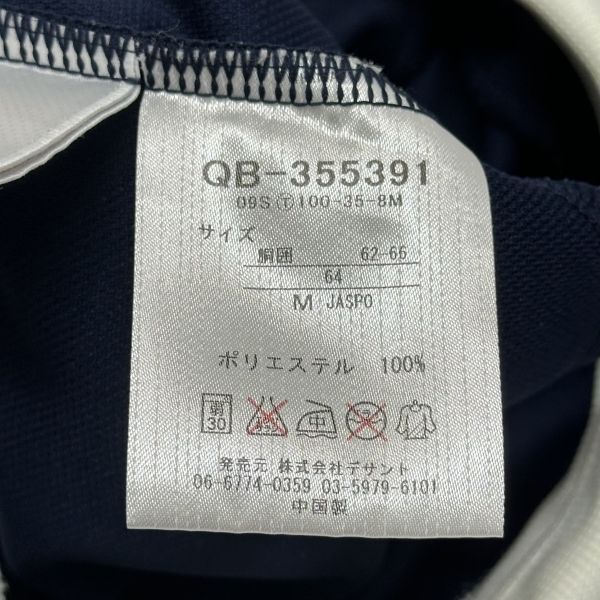 QB-355391
09S(T)100-35-8M
サイズ
胴囲 62-66
64
M JASPO
ポリエステル 100%
弱
30
中
発売元 株式会社デサント
06-6774-0359 03-5979-6101
中国製